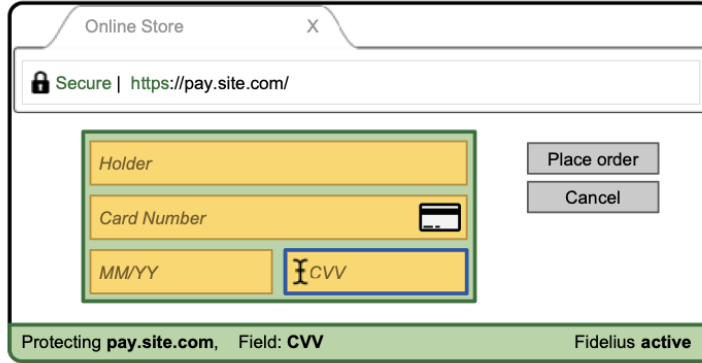 Online Store X
Secure | https://pay.site.com/
Holder
Place order
Card Number
Cancel
MM/YY
CVV
Protecting pay.site.com, Field: CVV Fidelius active